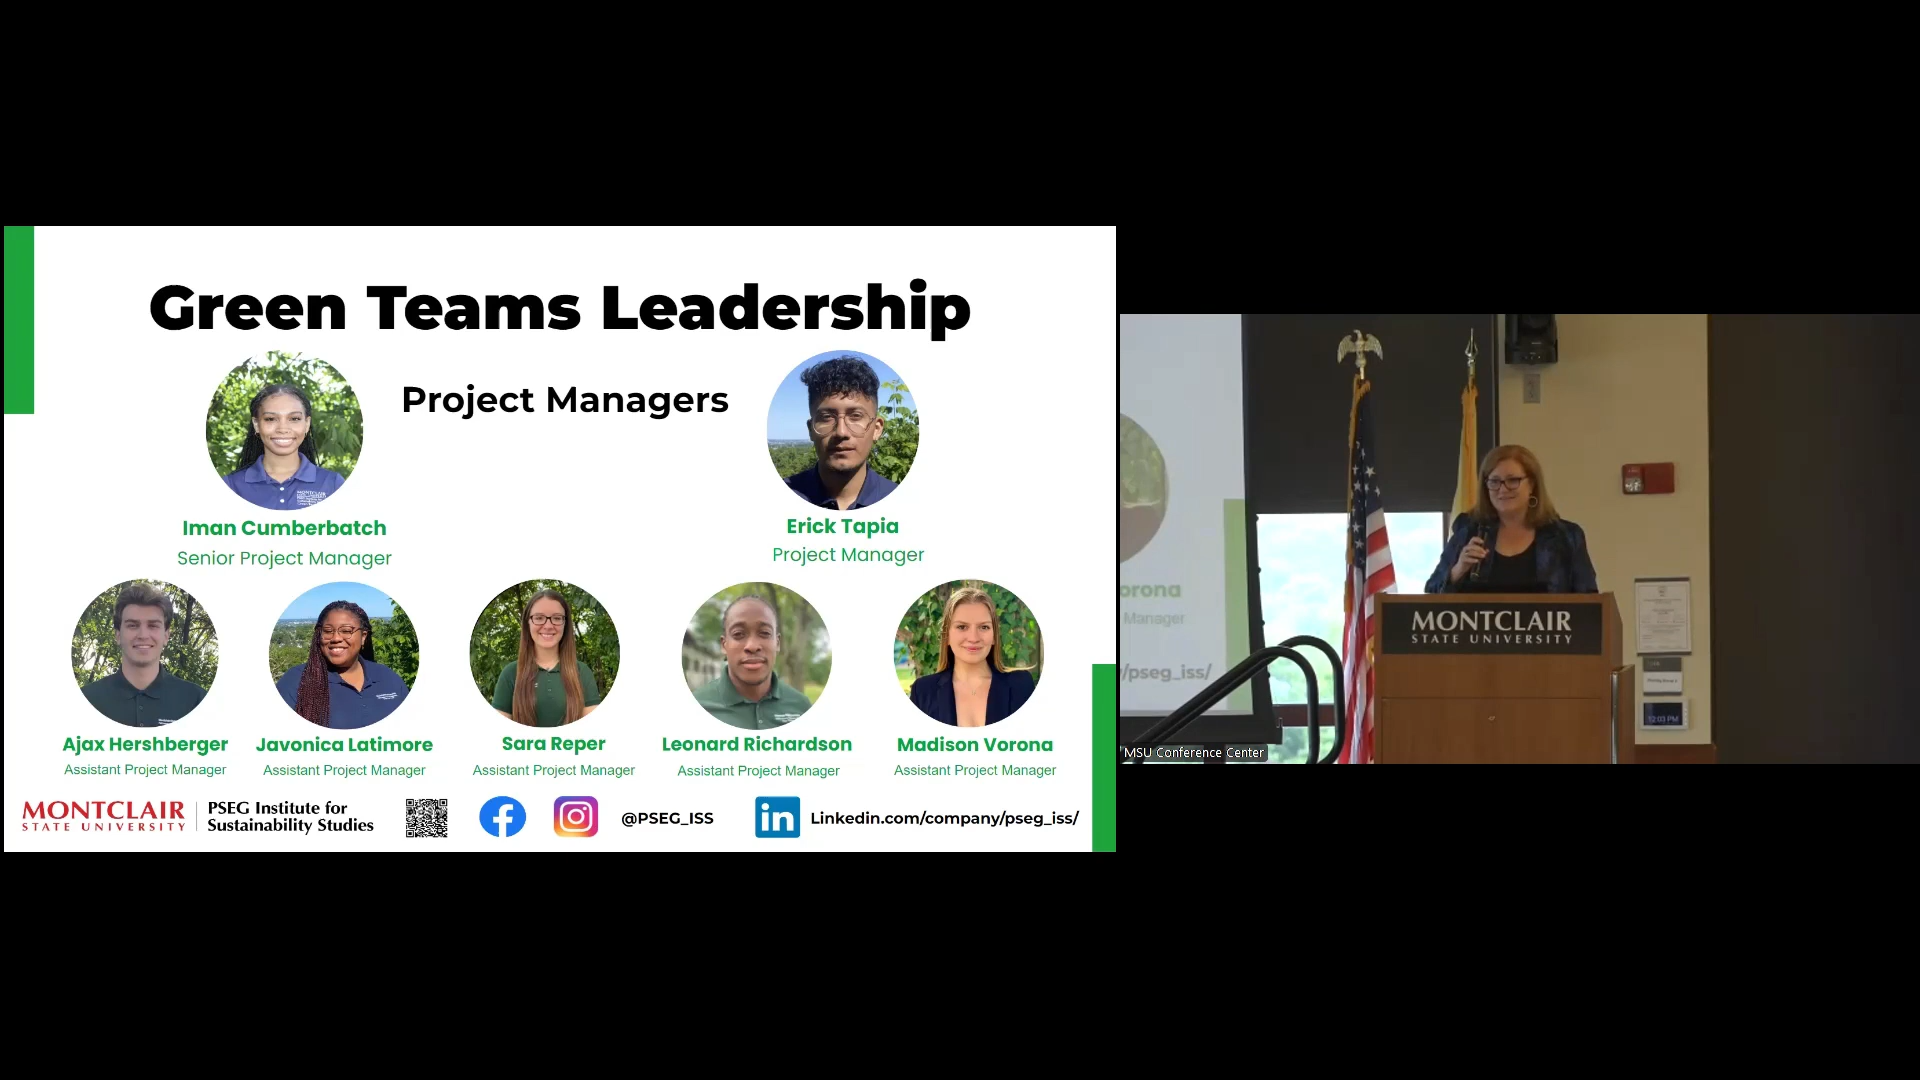 Green Teams Leadership
Project Managers
Iman Cumberbatch
Senior Project Manager
Erick Tapia
Project Manager
Ajax Hershberger
Assistant Project Manager
Javonica Latimore
Assistant Project Manager
Sara Reper
Assistant Project Manager
Leonard Richardson
Assistant Project Manager
Madison Vorona
Assistant Project Manager
MONTCLAIR
STATE UNIVERSITY
PSEG Institute for
Sustainability Studies
@PSEG_ISS
Linkedin.com/company/pseg_iss/
orona
Manager
/pseg_iss/
MONTCLAIR
STATE UNIVERSITY
12:03 PM
MSU Conference Center